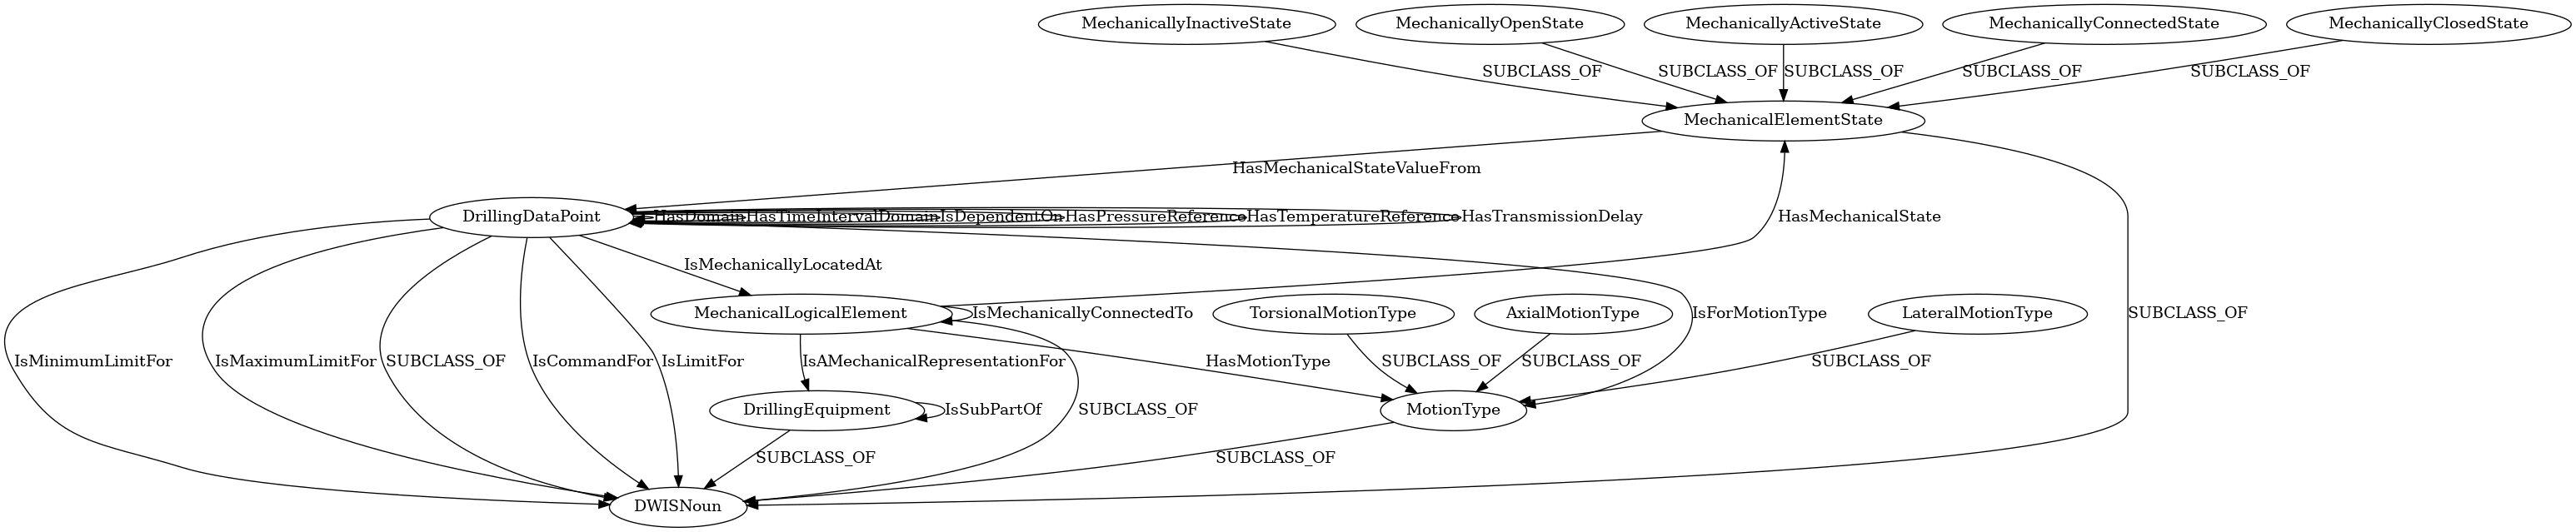 MechanicallyInactiveState
MechanicallyOpenState
MechanicallyActiveState
MechanicallyConnectedState
MechanicallyClosedState
SUBCLASS_OF
SUBCLASS_OF
SUBCLASS_OF
SUBCLASS_OF
SUBCLASS_OF
MechanicalElementState
HasMechanicalStateValueFrom
DrillingDataPoint
HasDomain
HasTimeIntervalDomain
IsDependentOn
HasPressureReference
HasTemperatureReference
HasTransmissionDelay
HasMechanicalState
IsMechanicallyLocatedAt
MechanicalLogicalElement
IsMechanicallyConnectedTo
TorsionalMotionType
AxialMotionType
IsForMotionType
LateralMotionType
SUBCLASS_OF
IsMinimumLimitFor
IsMaximumLimitFor
SUBCLASS_OF
IsCommandFor
IsLimitFor
IsAMechanicalRepresentationFor
HasMotionType
SUBCLASS_OF
SUBCLASS_OF
SUBCLASS_OF
DrillingEquipment
IsSubPartOf
SUBCLASS_OF
MotionType
SUBCLASS_OF
SUBCLASS_OF
DWISNoun